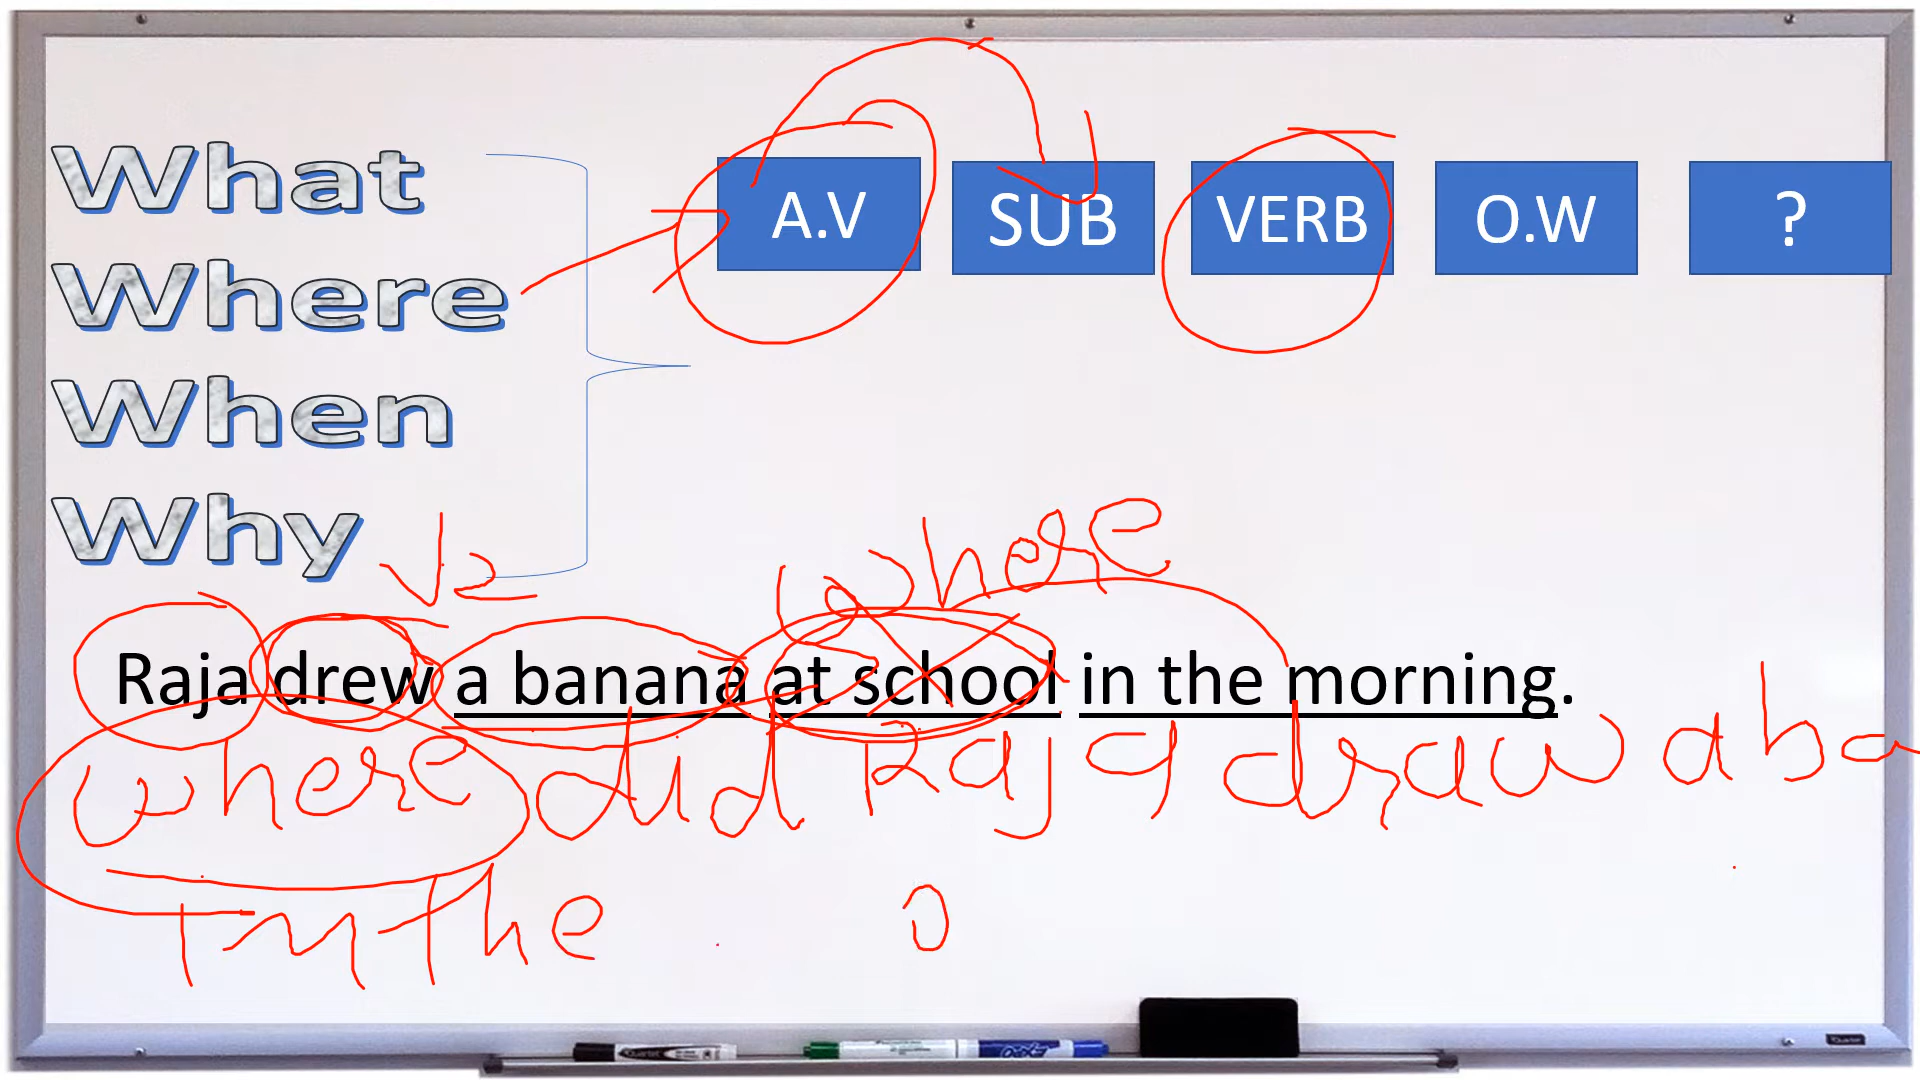 What
Where
When
Why
A.V SUB VERB O.W ?
V2
where
Raja drew a banana at school in the morning.
where did Raja draw a ba
In the